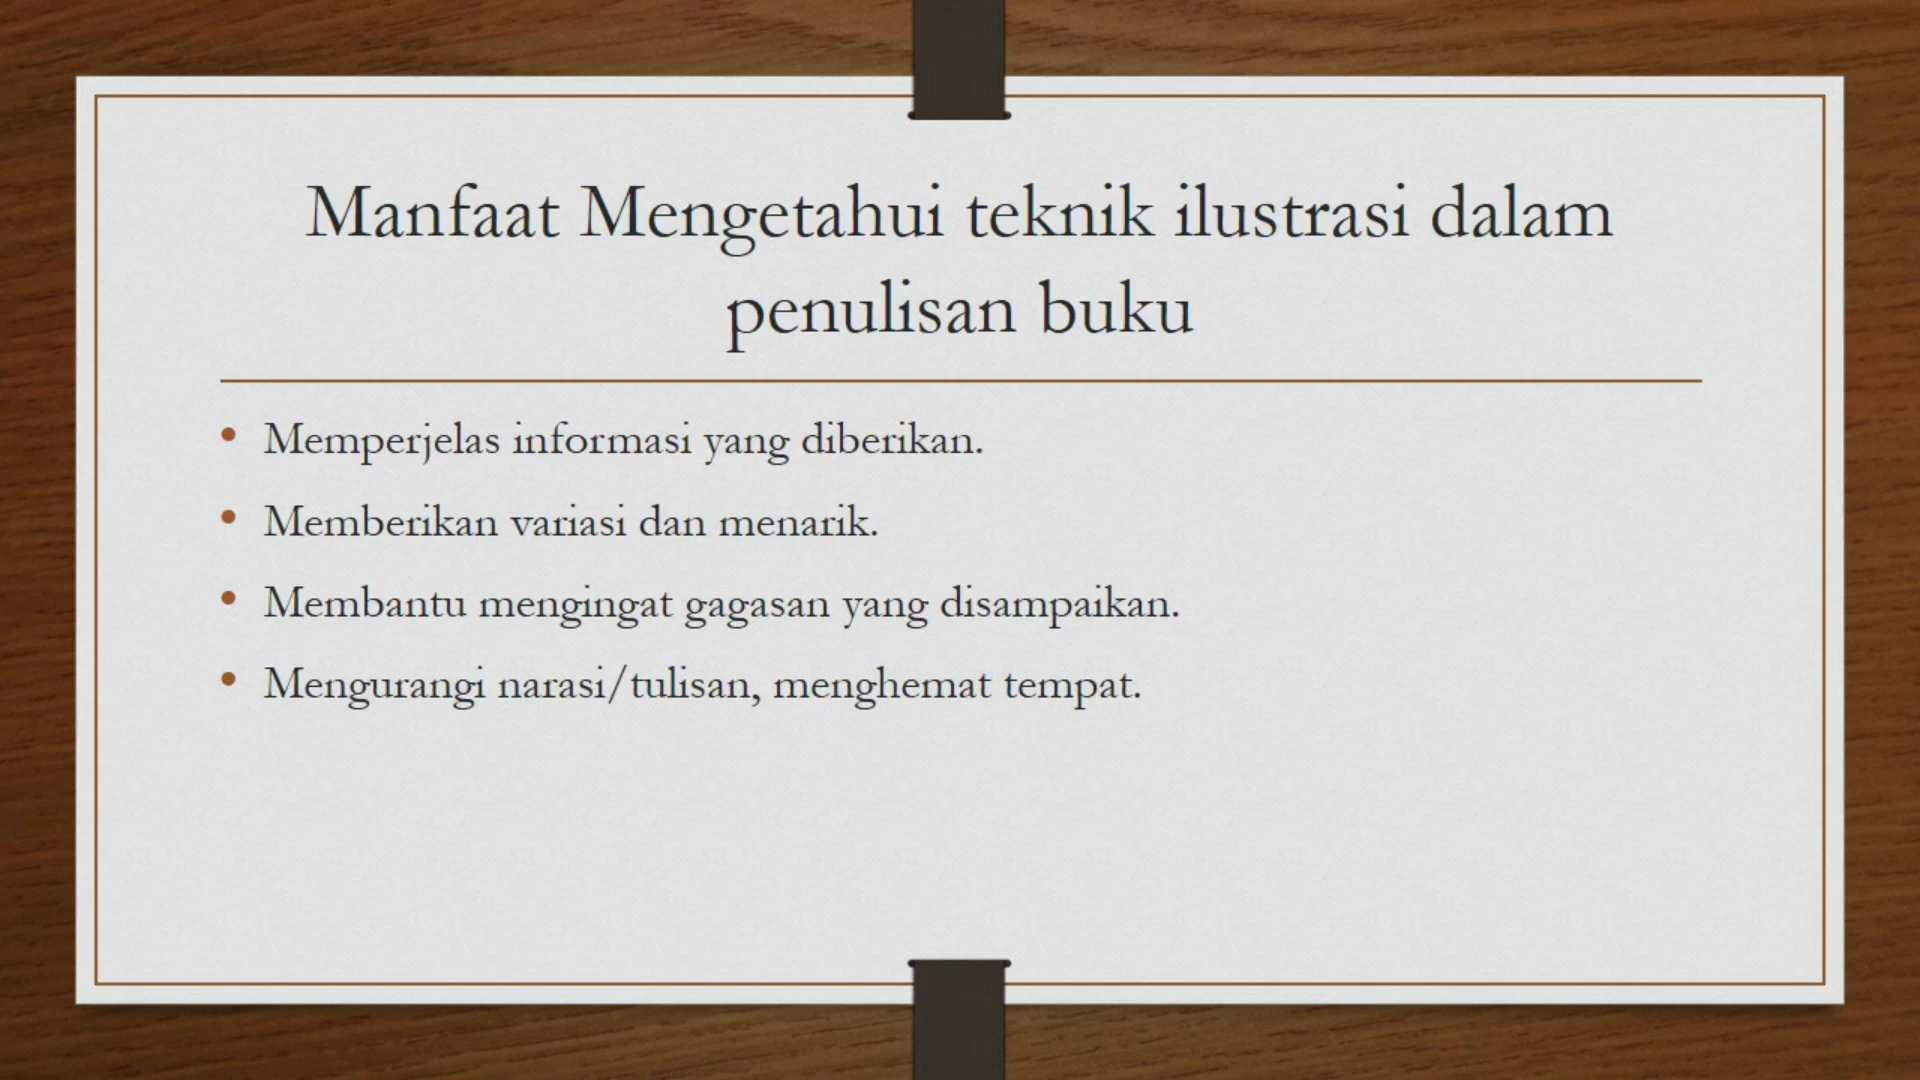 Manfaat Mengetahui teknik ilustrasi dalam
penulisan buku
• Memperjelas informasi yang diberikan.
• Memberikan variasi dan menarik.
• Membantu mengingat gagasan yang disampaikan.
• Mengurangi narasi/tulisan, menghemat tempat.